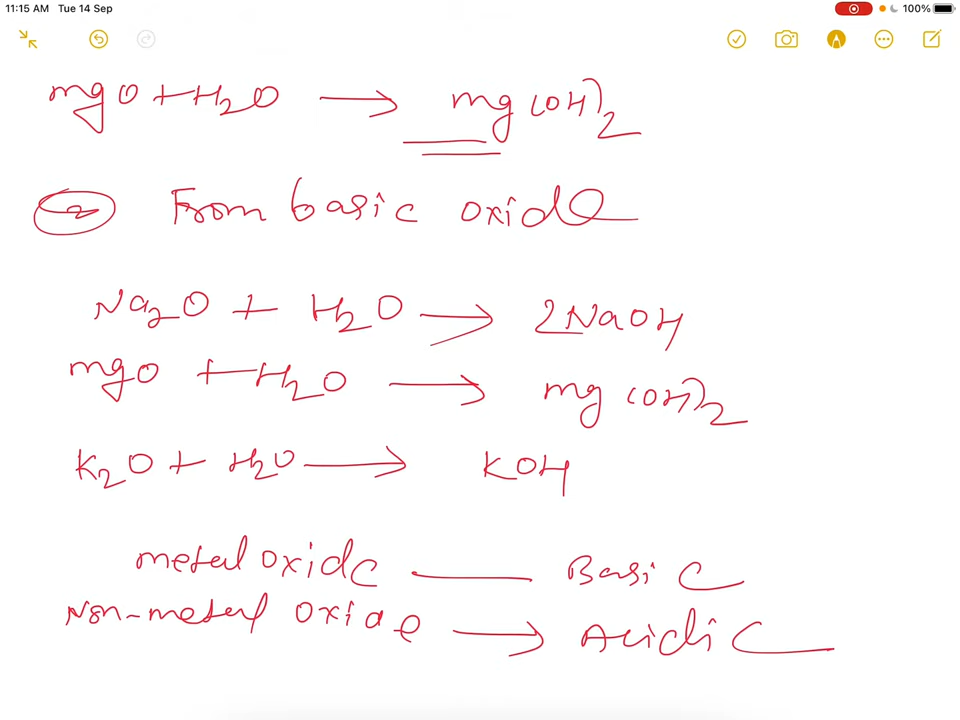 11:15 AM Tue 14 Sep 100%
mgO + H2O → mg(OH)2
2 From basic oxide
Na2O + H2O → 2NaOH
mgO + H2O → mg(OH)2
K2O + H2O → KOH
metal oxide — Basic
Non-metal oxide → Acidic